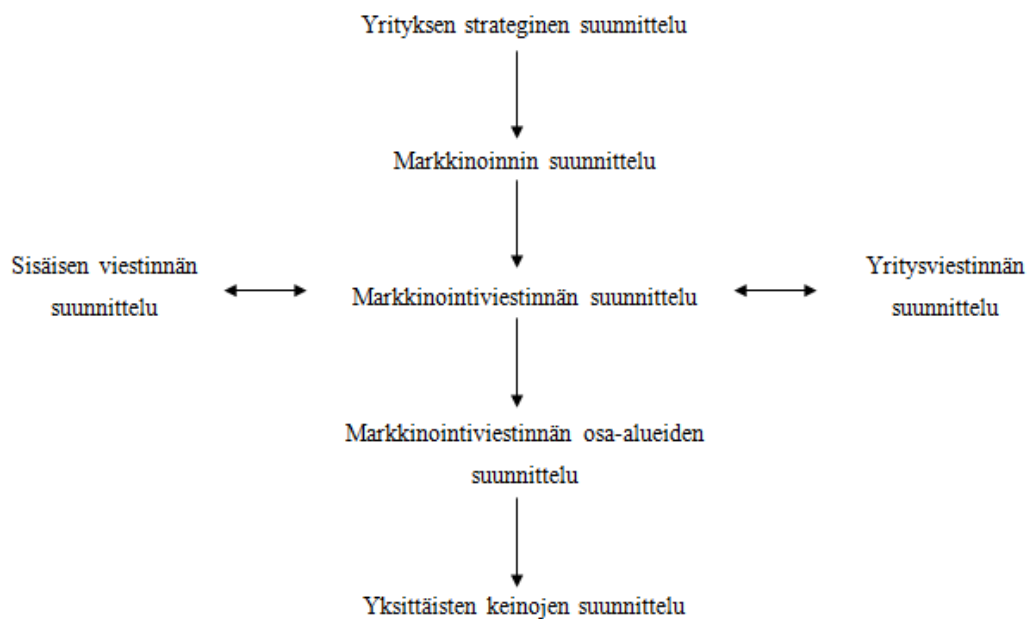 Yrityksen strateginen suunnittelu
Markkinoinnin suunnittelu
Sisäisen viestinnän
suunnittelu
Markkinointiviestinnän suunnittelu
Yritysviestinnän
suunnittelu
Markkinointiviestinnän osa-alueiden
suunnittelu
Yksittäisten keinojen suunnittelu